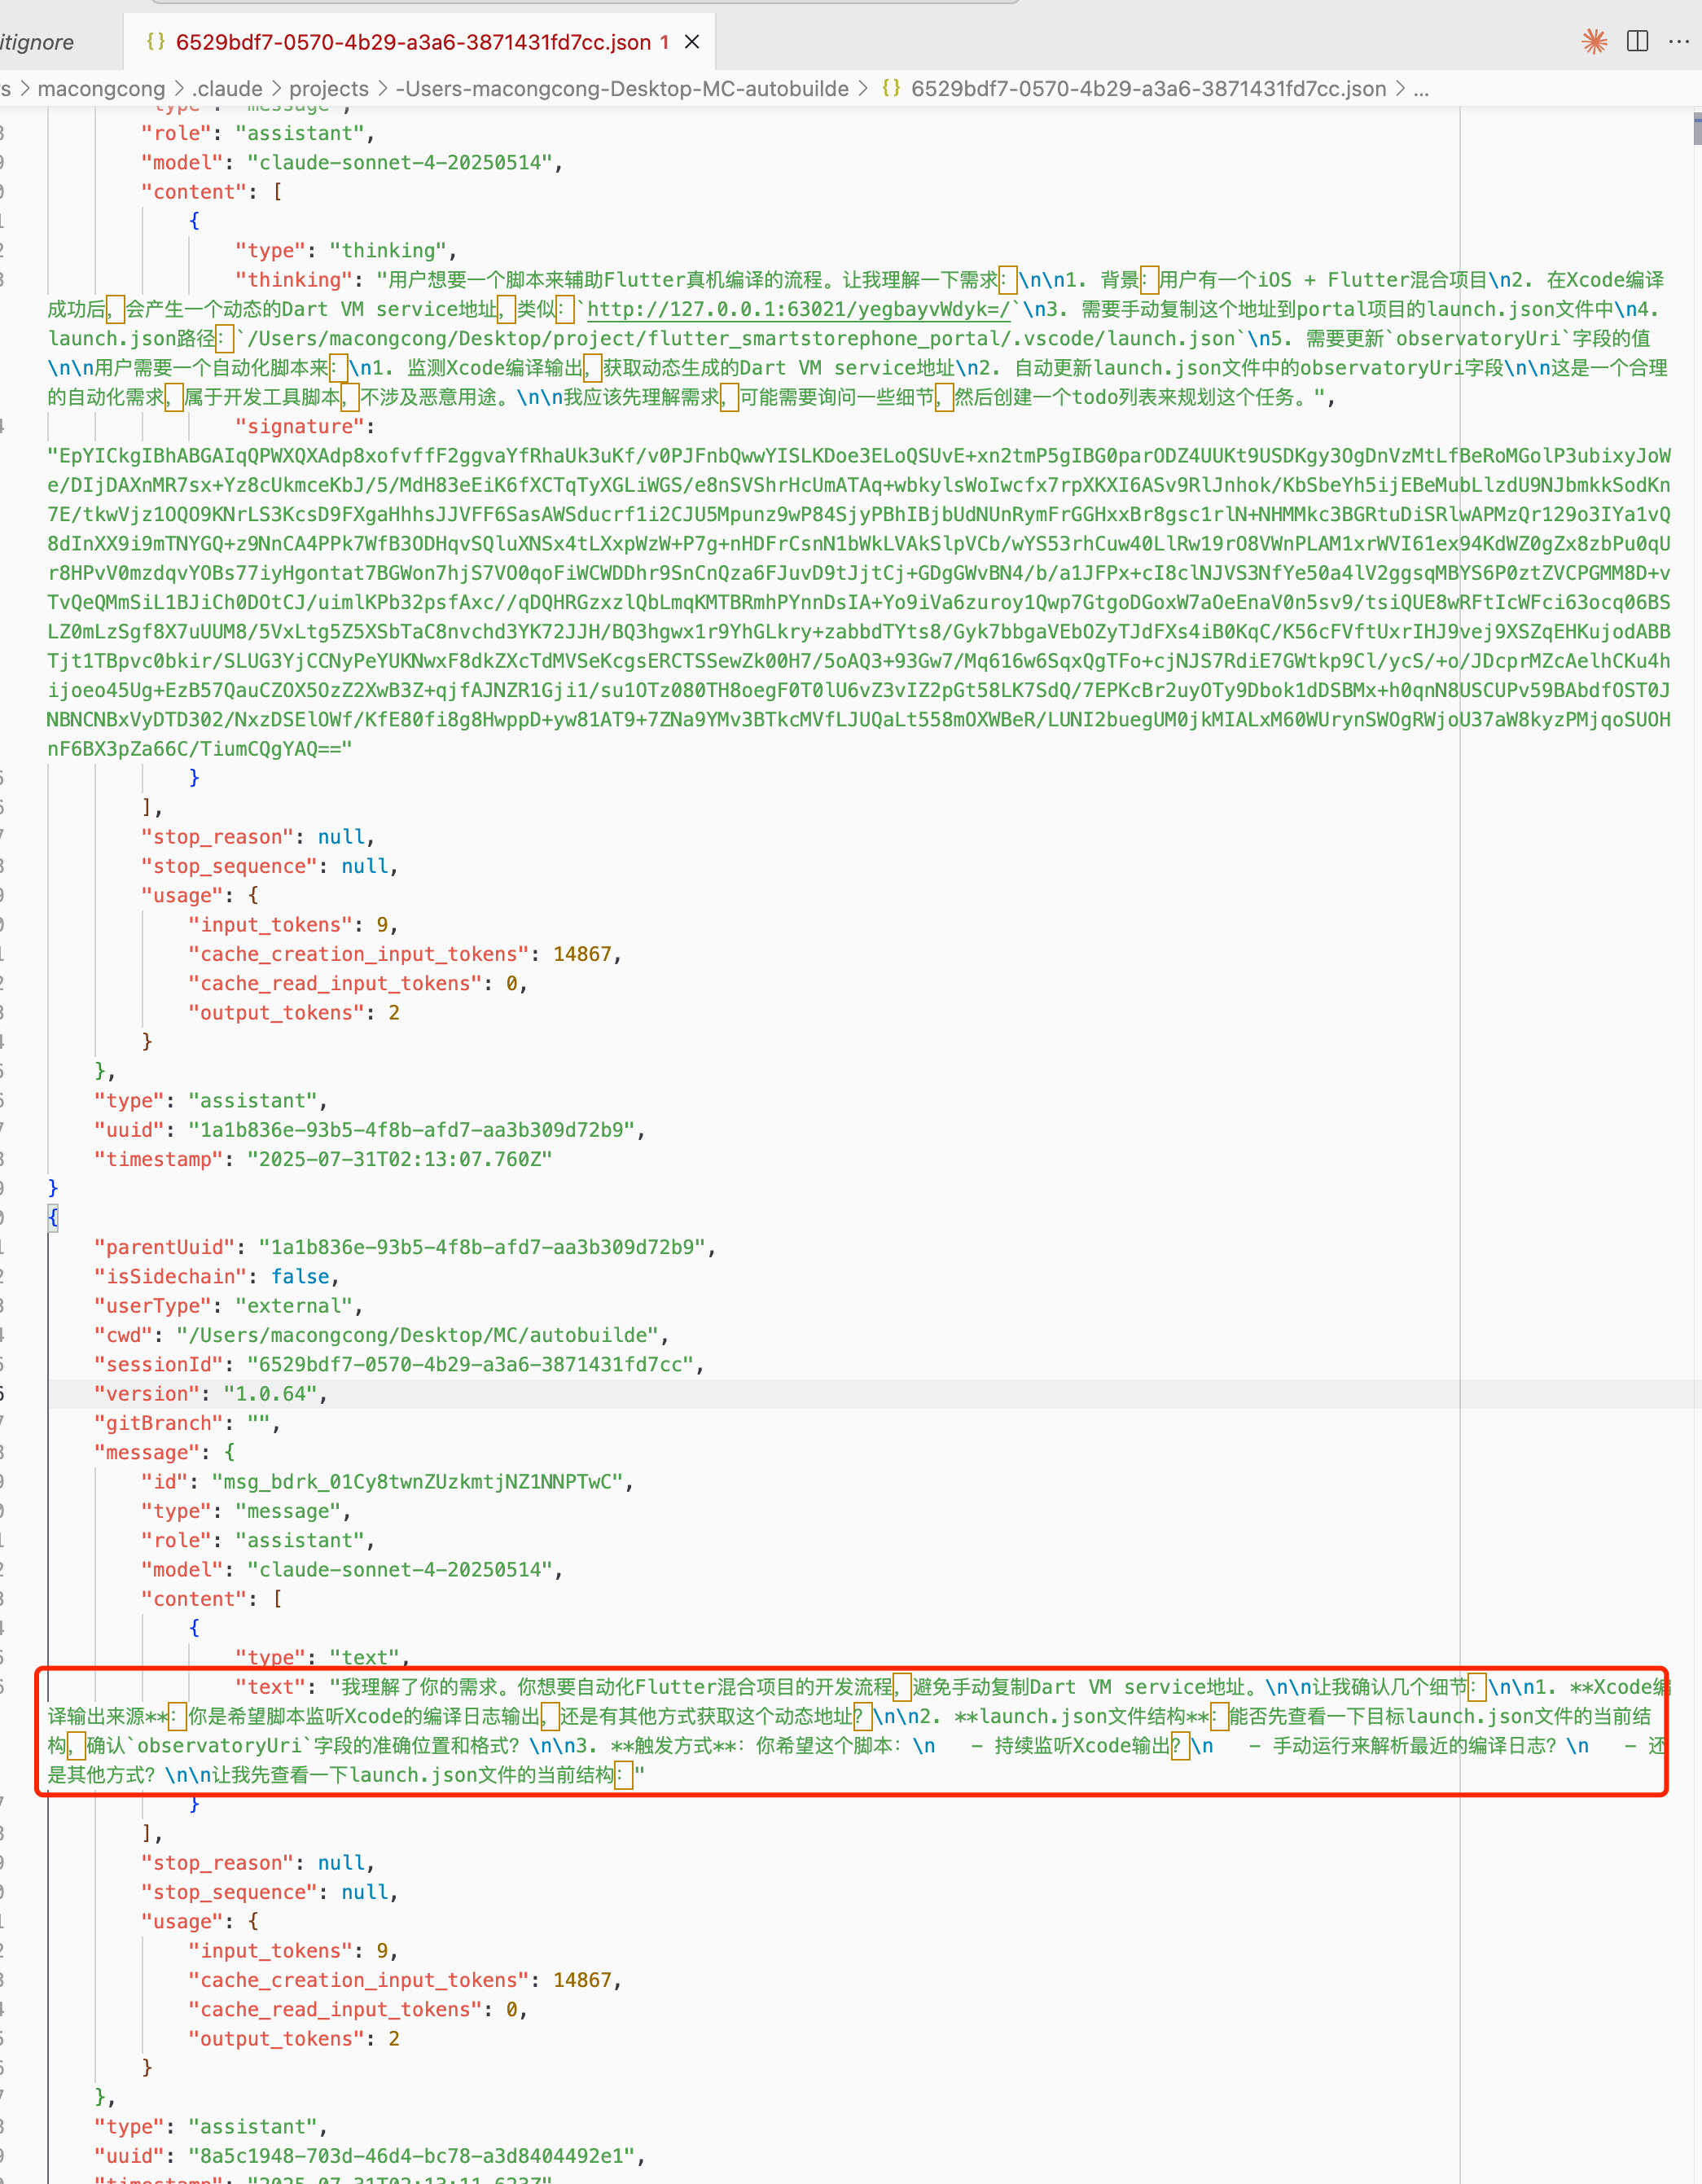 itignore
{} 6529bdf7-0570-4b29-a3a6-3871431fd7cc.json 1
s > macongcong > .claude > projects > -Users-macongcong-Desktop-MC-autobuilde > {} 6529bdf7-0570-4b29-a3a6-3871431fd7cc.json > ...
"type": "message",
"role": "assistant",
"model": "claude-sonnet-4-20250514",
"content": [
{
"type": "thinking",
"thinking": "用户想要一个脚本来辅助Flutter真机编译的流程。让我理解一下需求：\n\n1. 背景：用户有一个iOS + Flutter混合项目\n2. 在Xcode编译
成功后，会产生一个动态的Dart VM service地址，类似：`http://127.0.0.1:63021/yegbayvWdyk=/`\n3. 需要手动复制这个地址到portal项目的launch.json文件中\n4.
launch.json路径：`/Users/macongcong/Desktop/project/flutter_smartstorephone_portal/.vscode/launch.json`\n5. 需要更新`observatoryUri`字段的值
\n\n用户需要一个自动化脚本来：\n1. 监测Xcode编译输出，获取动态生成的Dart VM service地址\n2. 自动更新launch.json文件中的observatoryUri字段\n\n这是一个合理
的自动化需求，属于开发工具脚本，不涉及恶意用途。\n\n我应该先理解需求，可能需要询问一些细节，然后创建一个todo列表来规划这个任务。",
"signature":
"EpYICkgIBhABGAIqQPWXQXAdp8xofvffF2ggvaYfRhaUk3uKf/v0PJFnbQwwYISLKDoe3ELoQSUvE+xn2tmP5gIBG0parODZ4UUKt9USDKgy3OgDnVzMtLfBeRoMGolP3ubixyJoW
e/DIjDAXnMR7sx+Yz8cUkmceKbJ/5/MdH83eEiK6fXCTqTyXGLiWGS/e8nSVShrHcUmATAq+wbkylsWoIwcfx7rpXKXI6ASv9RlJnhok/KbSbeYh5ijEBeMubLlzdU9NJbmkkSodKn
7E/tkwVjz1OQO9KNrLS3KcsD9FXgaHhhsJJVFF6SasAWSducrf1i2CJU5Mpunz9wP84SjyPBhIBjbUdNUnRymFrGGHxxBr8gsc1rlN+NHMMkc3BGRtuDiSRlwAPMzQr129o3IYa1vQ
8dInXX9i9mTNYGQ+z9NnCA4PPk7WfB3ODHqvSQluXNSx4tLXxpWzW+P7g+nHDFrCsnN1bWkLVAkSlpVCb/wYS53rhCuw40LlRw19rO8VWnPLAM1xrWVI61ex94KdWZ0gZx8zbPu0qU
r8HPvV0mzdqvYOBs77iyHgontat7BGWon7hjS7VO0qoFiWCWDDhr9SnCnQza6FJuvD9tJjtCj+GDgGWvBN4/b/a1JFPx+cI8clNJVS3NfYe50a4lV2ggsqMBYS6P0ztZVCPGMM8D+v
TvQeQMmSiL1BJiCh0DOtCJ/uimlKPb32psfAxc//qDQHRGzxzlQbLmqKMTBRmhPYnnDsIA+Yo9iVa6zuroy1Qwp7GtgoDGoxW7aOeEnaV0n5sv9/tsiQUE8wRFtIcWFci63ocq06BS
LZ0mLzSgf8X7uUUM8/5VxLtg5Z5XSbTaC8nvchd3YK72JJH/BQ3hgwx1r9YhGLkry+zabbdTYts8/Gyk7bbgaVEbOZyTJdFXs4iB0KqC/K56cFVftUxrIHJ9vej9XSZqEHKujodABB
Tjt1TBpvc0bkir/SLUG3YjCCNyPeYUKNwxF8dkZXcTdMVSeKcgsERCTSSewZk00H7/5oAQ3+93Gw7/Mq616w6SqxQgTFo+cjNJS7RdiE7GWtkp9Cl/ycS/+o/JDcprMZcAelhCKu4h
ijoeo45Ug+EzB57QauCZOX5OzZ2XwB3Z+qjfAJNZR1Gji1/su1OTz080TH8oegF0T0lU6vZ3vIZ2pGt58LK7SdQ/7EPKcBr2uyOTy9Dbok1dDSBMx+h0qnN8USCUPv59BAbdfOST0J
NBNCNBxVyDTD302/NxzDSElOWf/KfE80fi8g8HwppD+yw81AT9+7ZNa9YMv3BTkcMVfLJUQaLt558mOXWBeR/LUNI2buegUM0jkMIALxM60WUrynSWOgRWjoU37aW8kyzPMjqoSUOH
nF6BX3pZa66C/TiumCQgYAQ=="
}
],
"stop_reason": null,
"stop_sequence": null,
"usage": {
"input_tokens": 9,
"cache_creation_input_tokens": 14867,
"cache_read_input_tokens": 0,
"output_tokens": 2
}
},
"type": "assistant",
"uuid": "1a1b836e-93b5-4f8b-afd7-aa3b309d72b9",
"timestamp": "2025-07-31T02:13:07.760Z"
}
{
"parentUuid": "1a1b836e-93b5-4f8b-afd7-aa3b309d72b9",
"isSidechain": false,
"userType": "external",
"cwd": "/Users/macongcong/Desktop/MC/autobuilde",
"sessionId": "6529bdf7-0570-4b29-a3a6-3871431fd7cc",
"version": "1.0.64",
"gitBranch": "",
"message": {
"id": "msg_bdrk_01Cy8twnZUzkmtjNZ1NNPTwC",
"type": "message",
"role": "assistant",
"model": "claude-sonnet-4-20250514",
"content": [
{
"type": "text",
"text": "我理解了你的需求。你想要自动化Flutter混合项目的开发流程，避免手动复制Dart VM service地址。\n\n让我确认几个细节：\n\n1. **Xcode编
译输出来源**：你是希望脚本监听Xcode的编译日志输出，还是有其他方式获取这个动态地址？\n\n2. **launch.json文件结构**：能否先查看一下目标launch.json文件的当前结
构，确认`observatoryUri`字段的准确位置和格式？\n\n3. **触发方式**：你希望这个脚本：\n   - 持续监听Xcode输出？\n   - 手动运行来解析最近的编译日志？\n   - 还
是其他方式？\n\n让我先查看一下launch.json文件的当前结构："
}
],
"stop_reason": null,
"stop_sequence": null,
"usage": {
"input_tokens": 9,
"cache_creation_input_tokens": 14867,
"cache_read_input_tokens": 0,
"output_tokens": 2
}
},
"type": "assistant",
"uuid": "8a5c1948-703d-46d4-bc78-a3d8404492e1",
"timestamp": "2025-07-31T02:13:11.623Z"